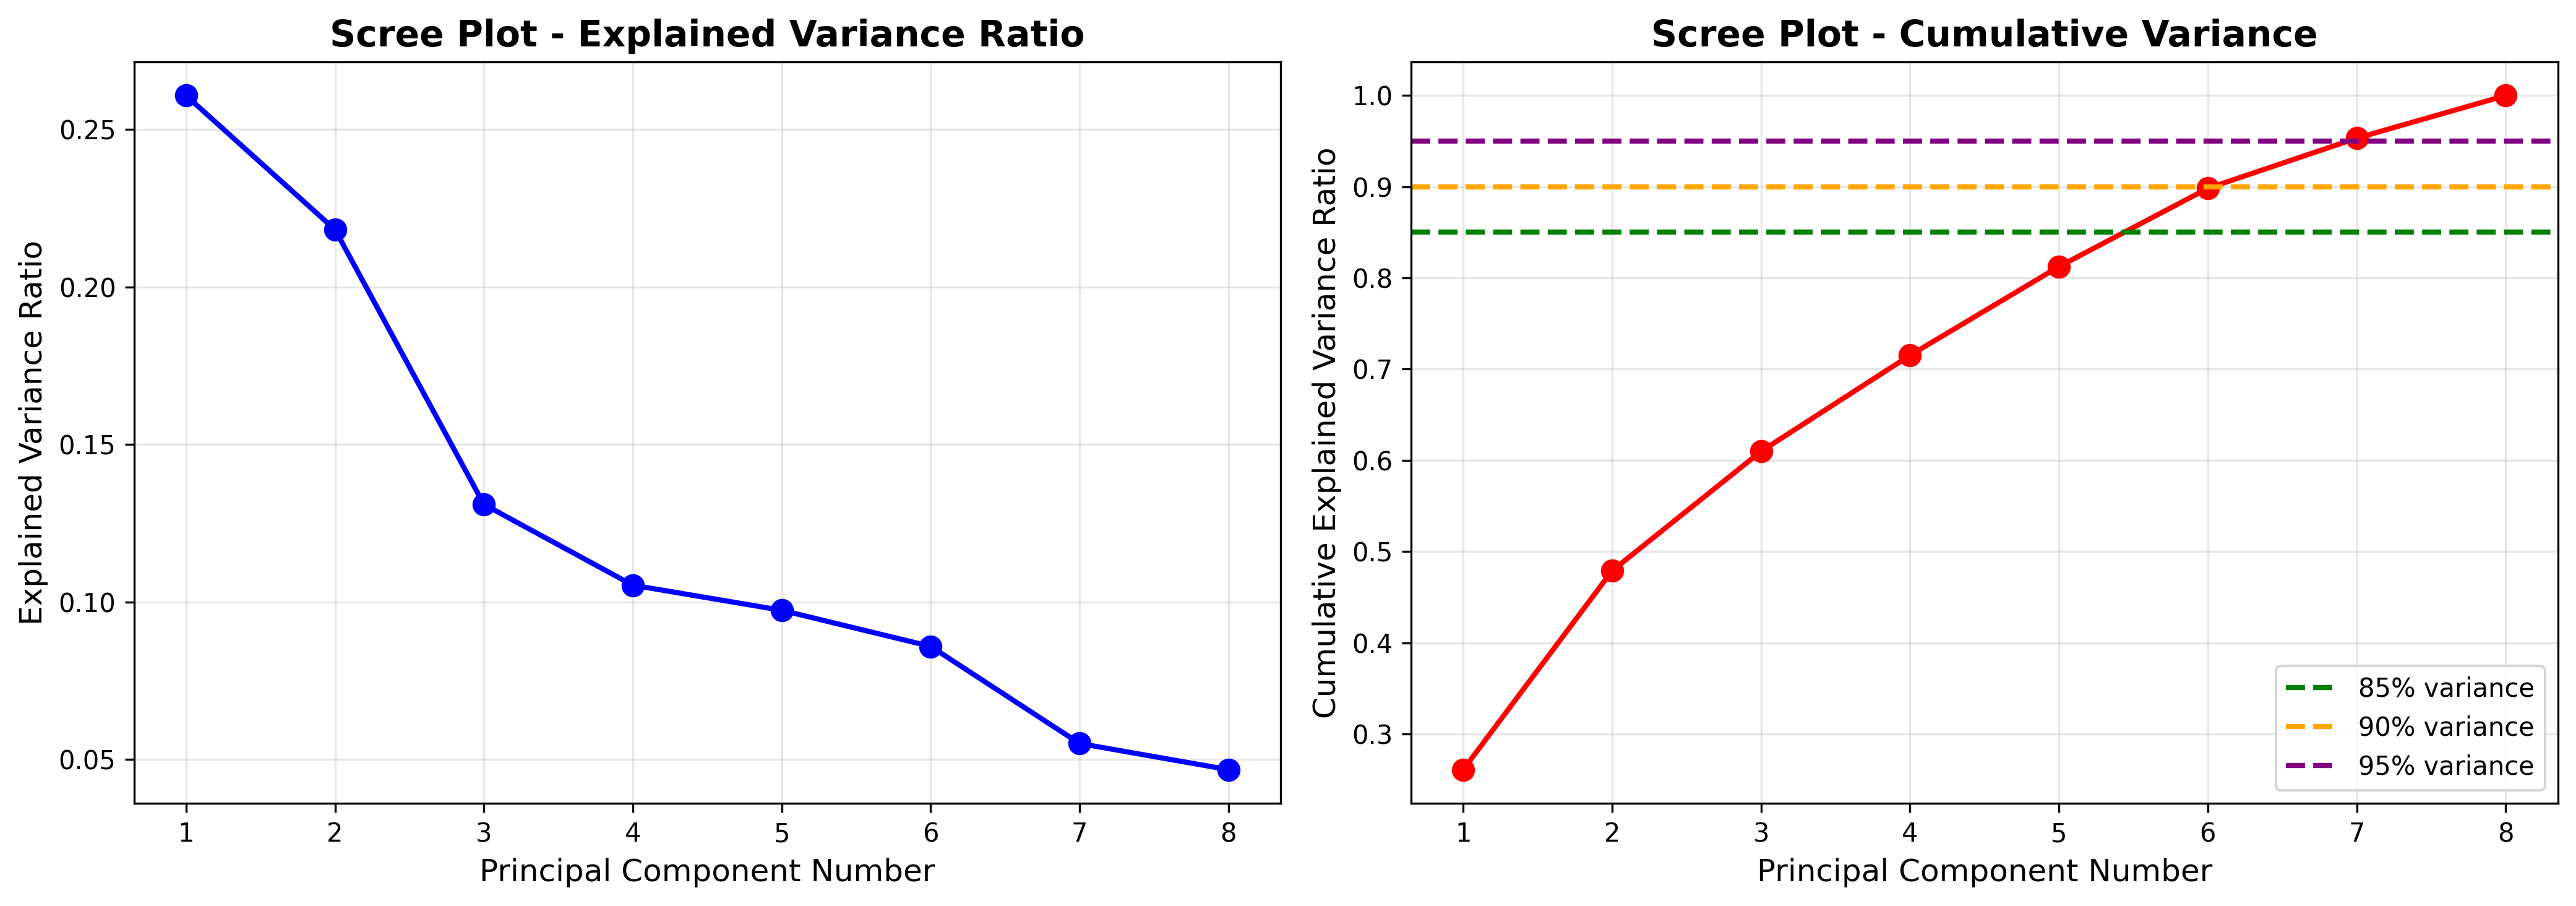 Scree Plot - Explained Variance Ratio
Explained Variance Ratio
0.25
0.20
0.15
0.10
0.05
1 2 3 4 5 6 7 8
Principal Component Number
Scree Plot - Cumulative Variance
Cumulative Explained Variance Ratio
1.0
0.9
0.8
0.7
0.6
0.5
0.4
0.3
85% variance
90% variance
95% variance
1 2 3 4 5 6 7 8
Principal Component Number